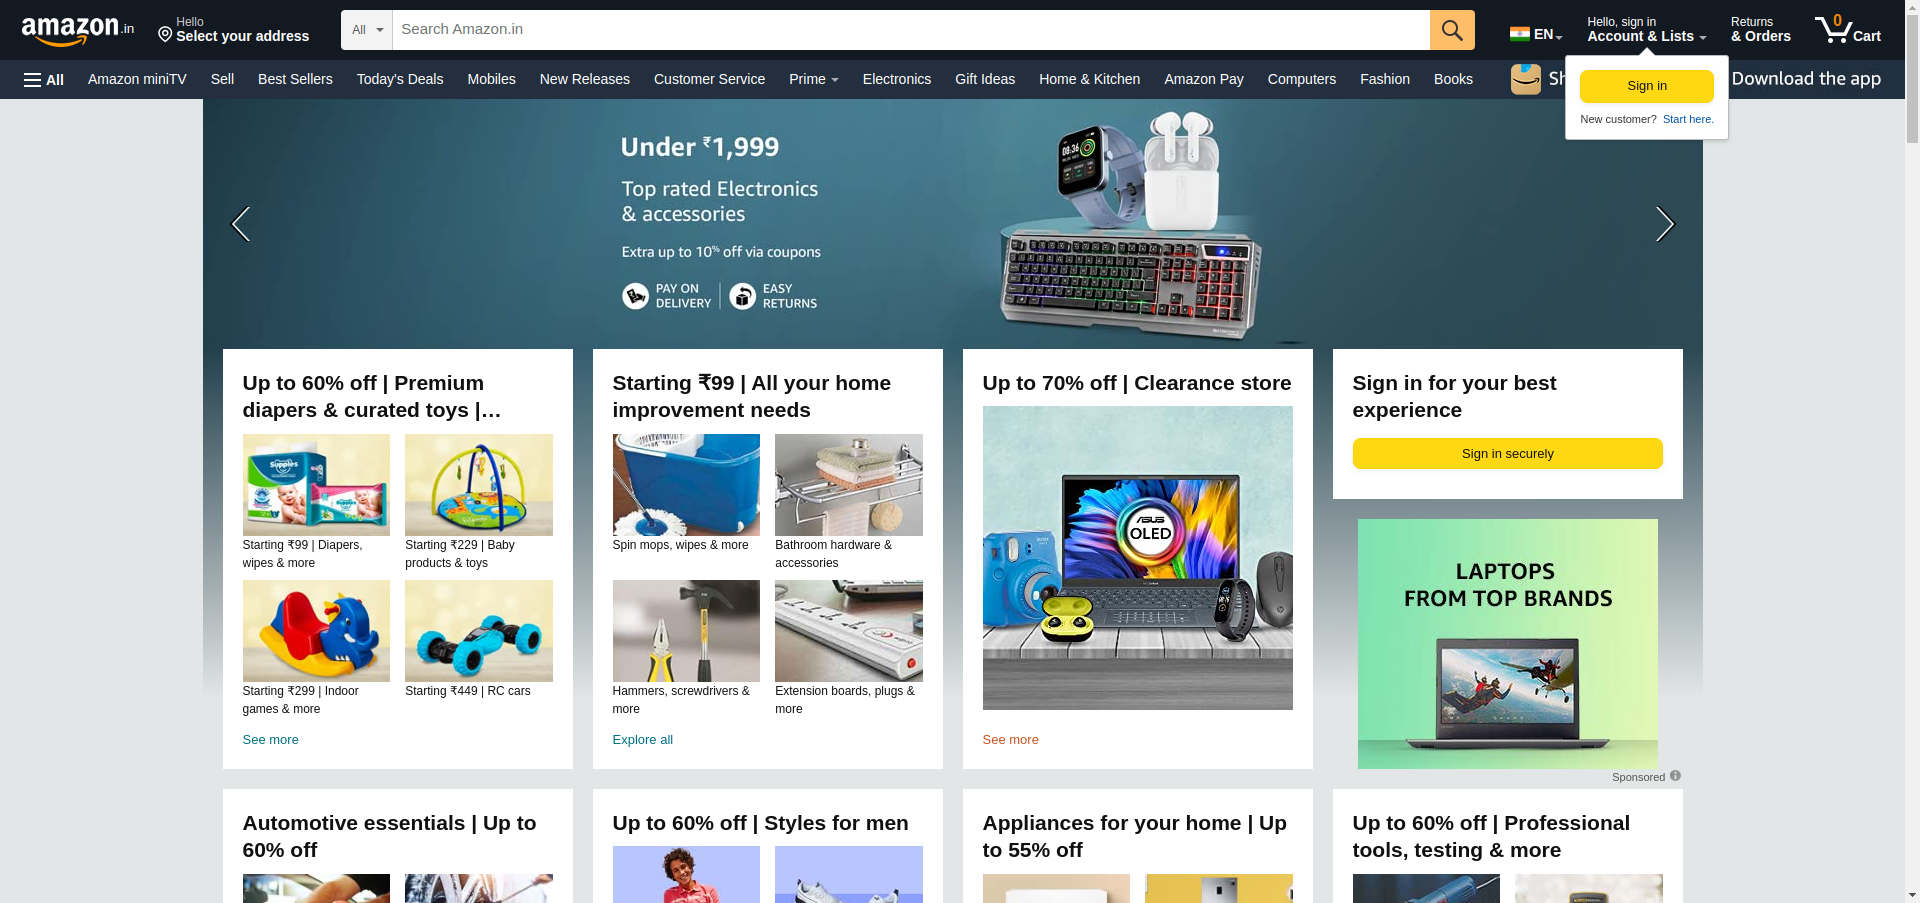 amazon.in
Hello
Select your address
All
Search Amazon.in
EN
Hello, sign in
Account & Lists
Returns
& Orders
0
Cart
All
Amazon miniTV
Sell
Best Sellers
Today's Deals
Mobiles
New Releases
Customer Service
Prime
Electronics
Gift Ideas
Home & Kitchen
Amazon Pay
Computers
Fashion
Books
Sh
Download the app
Sign in
New customer? Start here.
Under ₹1,999
Top rated Electronics
& accessories
Extra up to 10% off via coupons
PAY ON
DELIVERY
EASY
RETURNS
08:36
Up to 60% off | Premium
diapers & curated toys |…
Supples
Starting ₹99 | Diapers,
wipes & more
Starting ₹229 | Baby
products & toys
Starting ₹299 | Indoor
games & more
Starting ₹449 | RC cars
See more
Starting ₹99 | All your home
improvement needs
Spin mops, wipes & more
Bathroom hardware &
accessories
Hammers, screwdrivers &
more
Extension boards, plugs &
more
Explore all
Up to 70% off | Clearance store
ASUS
OLED
See more
Sign in for your best
experience
Sign in securely
LAPTOPS
FROM TOP BRANDS
Sponsored
Automotive essentials | Up to
60% off
Up to 60% off | Styles for men
Appliances for your home | Up
to 55% off
Up to 60% off | Professional
tools, testing & more